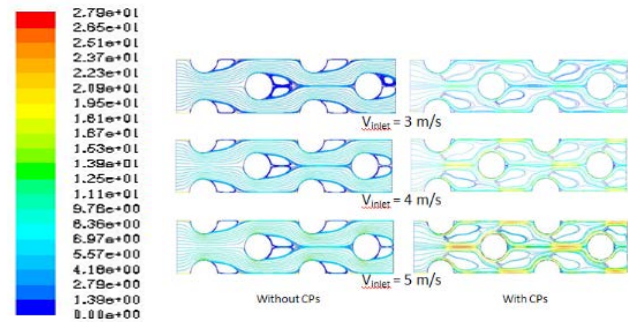 2.79e+01
2.65e+01
2.51e+01
2.37e+01
2.23e+01
2.09e+01
1.95e+01
1.81e+01
1.67e+01
1.53e+01
1.39e+01
1.25e+01
1.11e+01
9.76e+00
8.36e+00
6.97e+00
5.57e+00
4.18e+00
2.79e+00
1.39e+00
0.00e+00
Vinlet = 3 m/s
Vinlet = 4 m/s
Vinlet = 5 m/s
Without CPs
With CPs